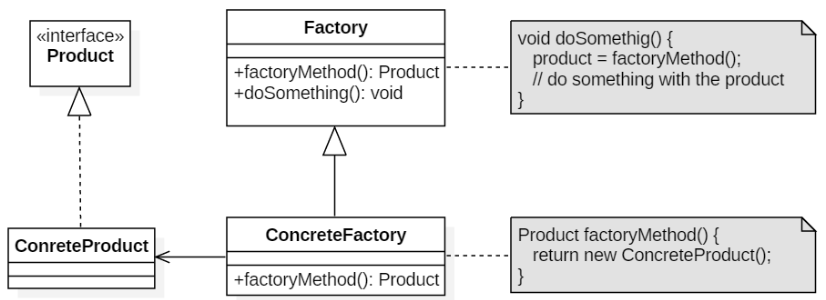 «interface»
Product
Factory
+factoryMethod(): Product
+doSomething(): void
void doSomethig() {
product = factoryMethod();
// do something with the product
}
ConreteProduct
ConcreteFactory
+factoryMethod(): Product
Product factoryMethod() {
return new ConcreteProduct();
}